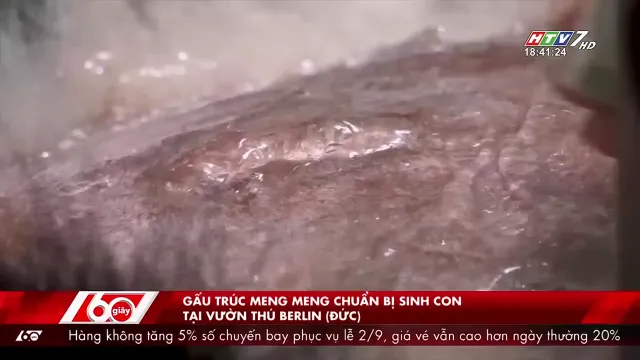 HTV7 HD
18:41:24
60 giây
GẤU TRÚC MENG MENG CHUẨN BỊ SINH CON
TẠI VƯỜN THÚ BERLIN (ĐỨC)
60 Hàng không tăng 5% số chuyến bay phục vụ lễ 2/9, giá vé vẫn cao hơn ngày thường 20%